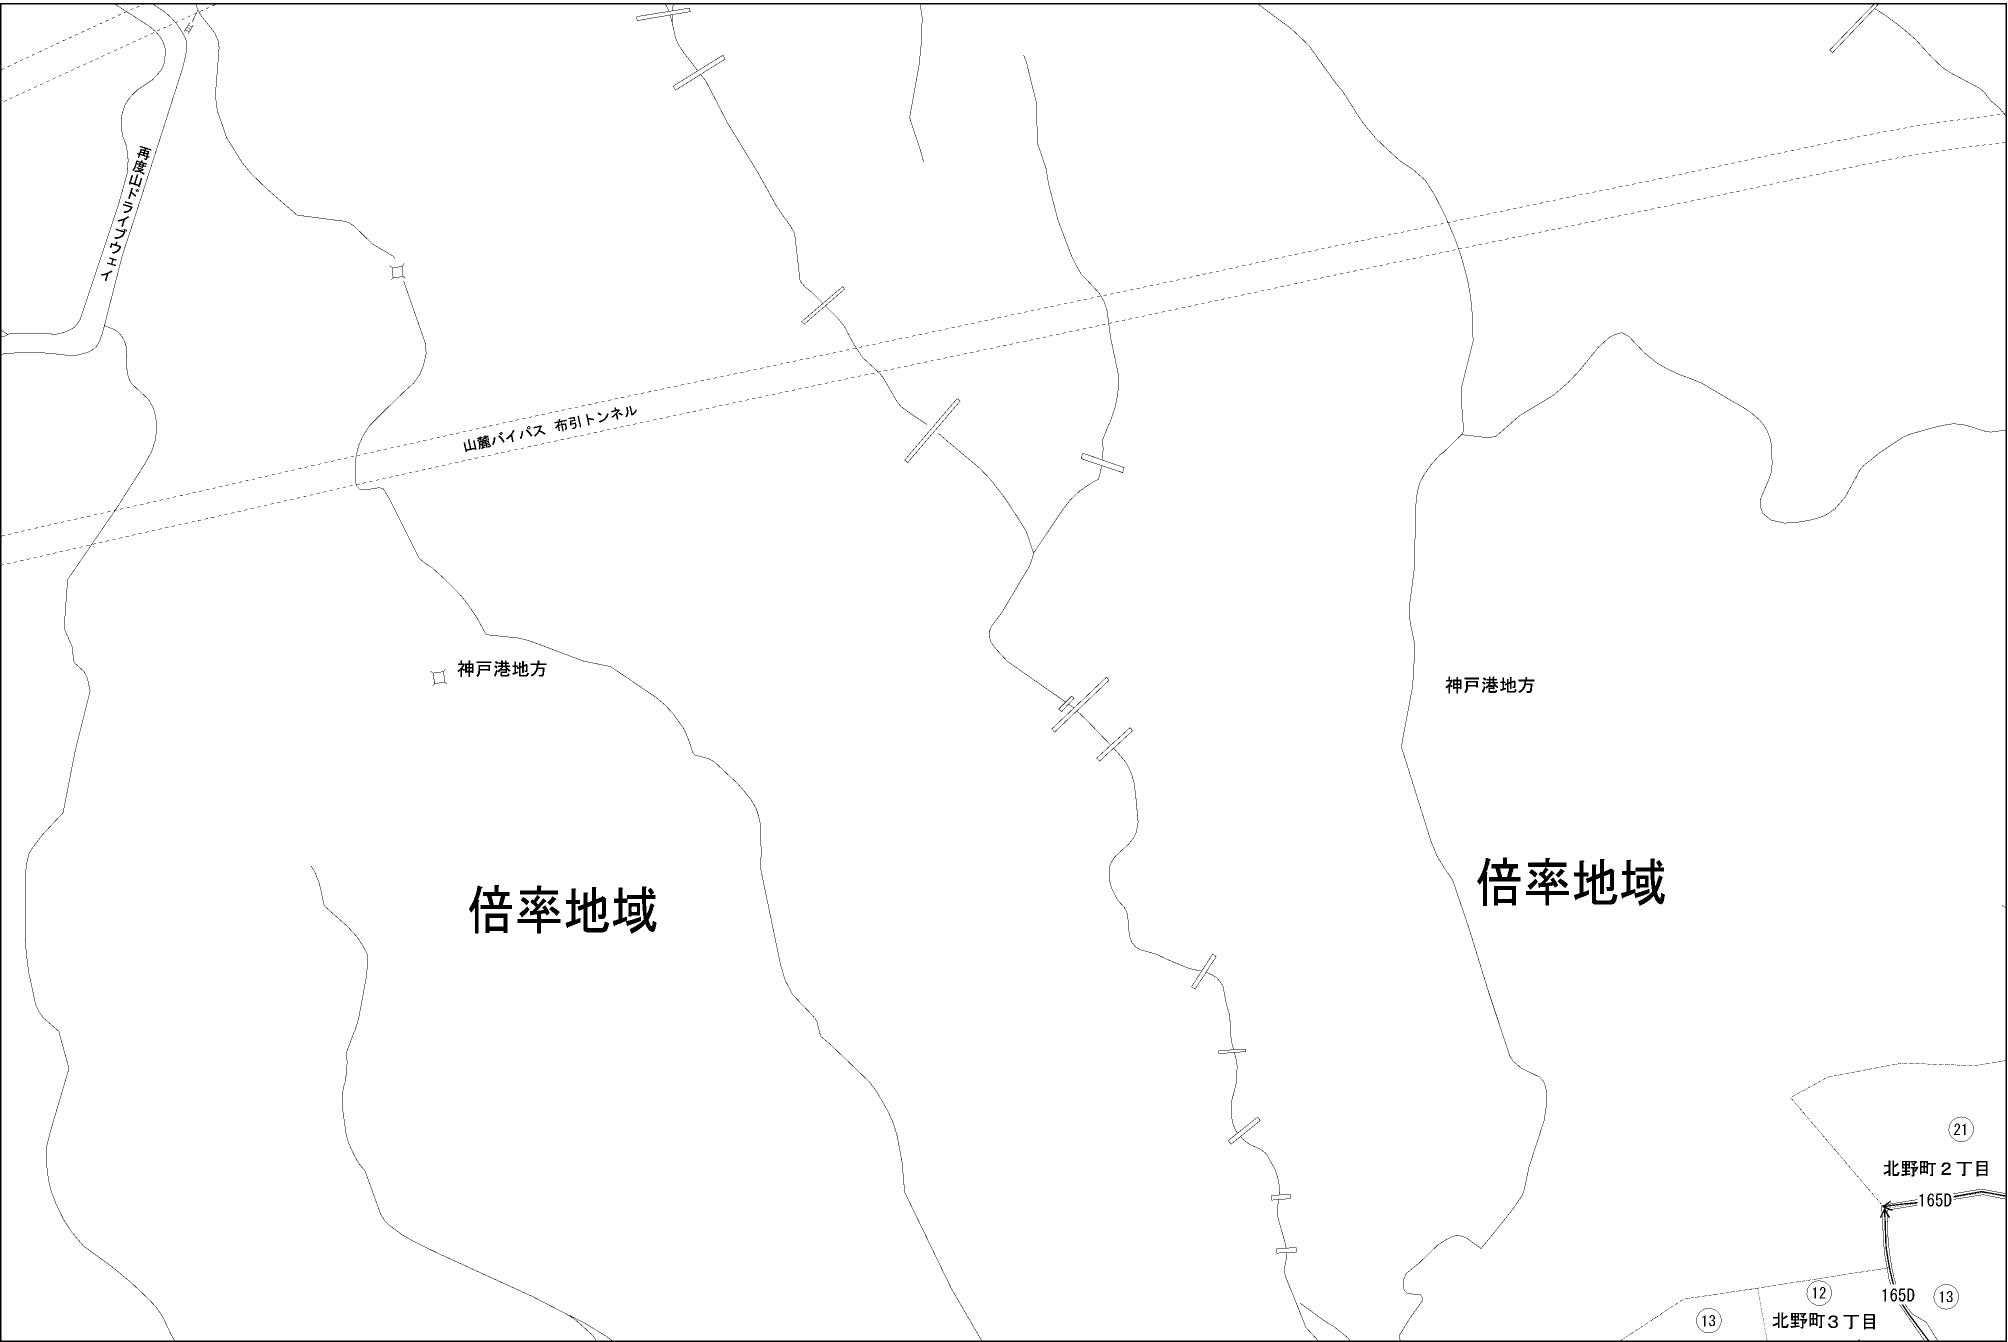 再度山ドライブウェイ
山麓バイパス 布引トンネル
神戸港地方
神戸港地方
倍率地域
倍率地域
21
北野町2丁目
165D
165D
12
13
13
北野町3丁目